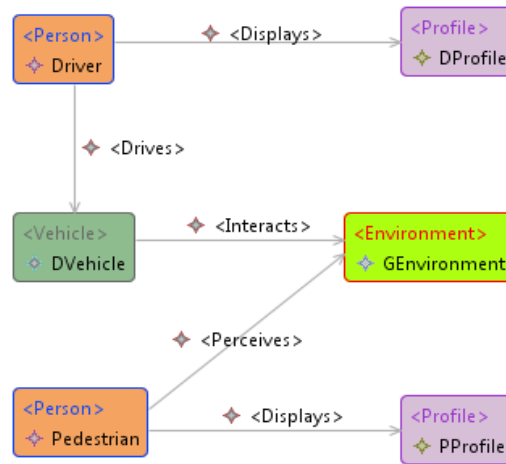 <Person>
Driver
<Displays>
<Profile>
DProfile
<Drives>
<Vehicle>
DVehicle
<Interacts>
<Environment>
GEnvironment
<Perceives>
<Person>
Pedestrian
<Displays>
<Profile>
PProfile